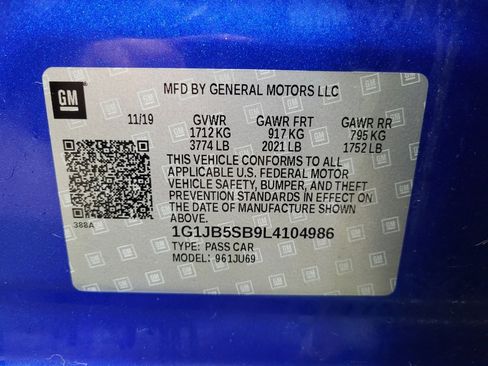 GM
MFD BY GENERAL MOTORS LLC
11/19 GVWR GAWR FRT GAWR RR
1712 KG 917 KG 795 KG
3774 LB 2021 LB 1752 LB
THIS VEHICLE CONFORMS TO ALL
APPLICABLE U.S. FEDERAL MOTOR
VEHICLE SAFETY, BUMPER, AND THEFT
PREVENTION STANDARDS IN EFFECT ON
THE DATE OF MANUFACTURE SHOWN
ABOVE.
388A
1G1JB5SB9L4104986
TYPE: PASS CAR
MODEL: 961JU69